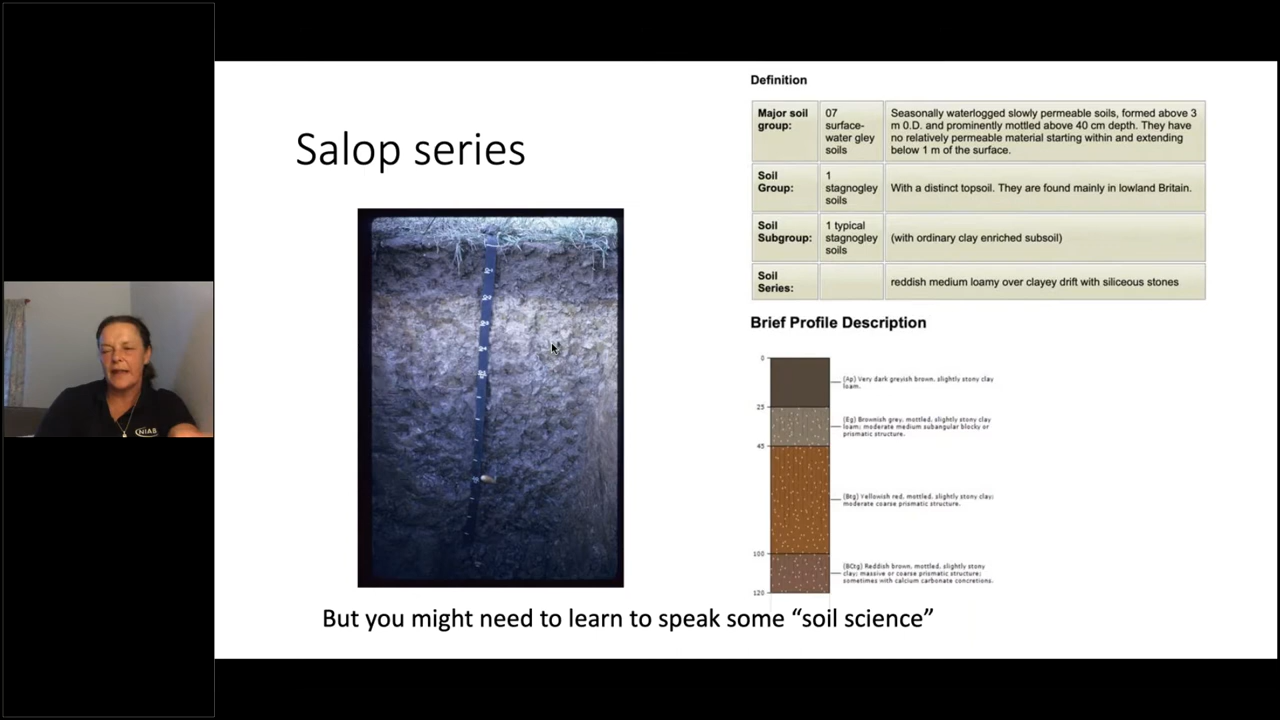 Salop series
Definition
Major soil group:
07 surface-water gley soils
Seasonally waterlogged slowly permeable soils, formed above 3
m 0.D. and prominently mottled above 40 cm depth. They have
no relatively permeable material starting within and extending
below 1 m of the surface.
Soil Group:
1 stagnogley soils
With a distinct topsoil. They are found mainly in lowland Britain.
Soil Subgroup:
1 typical stagnogley soils
(with ordinary clay enriched subsoil)
Soil Series:
reddish medium loamy over clayey drift with siliceous stones
Brief Profile Description
0
(Ap) Very dark greyish brown, slightly stony clay
loam.
25
(Eg) Brownish grey, mottled, slightly stony clay
loam; moderate medium subangular blocky or
prismatic structure.
45
(Btg) Yellowish red, mottled, slightly stony clay;
moderate coarse prismatic structure.
100
(BCtg) Reddish brown, mottled, slightly stony
clay; massive or coarse prismatic structure;
sometimes with calcium carbonate concretions.
120
But you might need to learn to speak some “soil science”